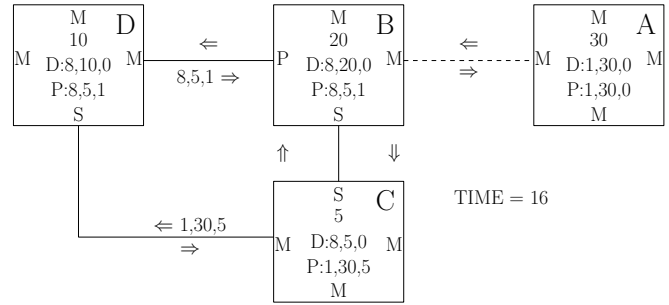 M
D
10
M
D:8,10,0
M
P:8,5,1
S
⇐
8,5,1 ⇒
M
B
20
P
D:8,20,0
M
P:8,5,1
S
⇐
⇒
M
A
30
M
D:1,30,0
M
P:1,30,0
M
⇑
⇓
S
C
5
M
D:8,5,0
M
P:1,30,5
M
⇐ 1,30,5
⇒
TIME = 16